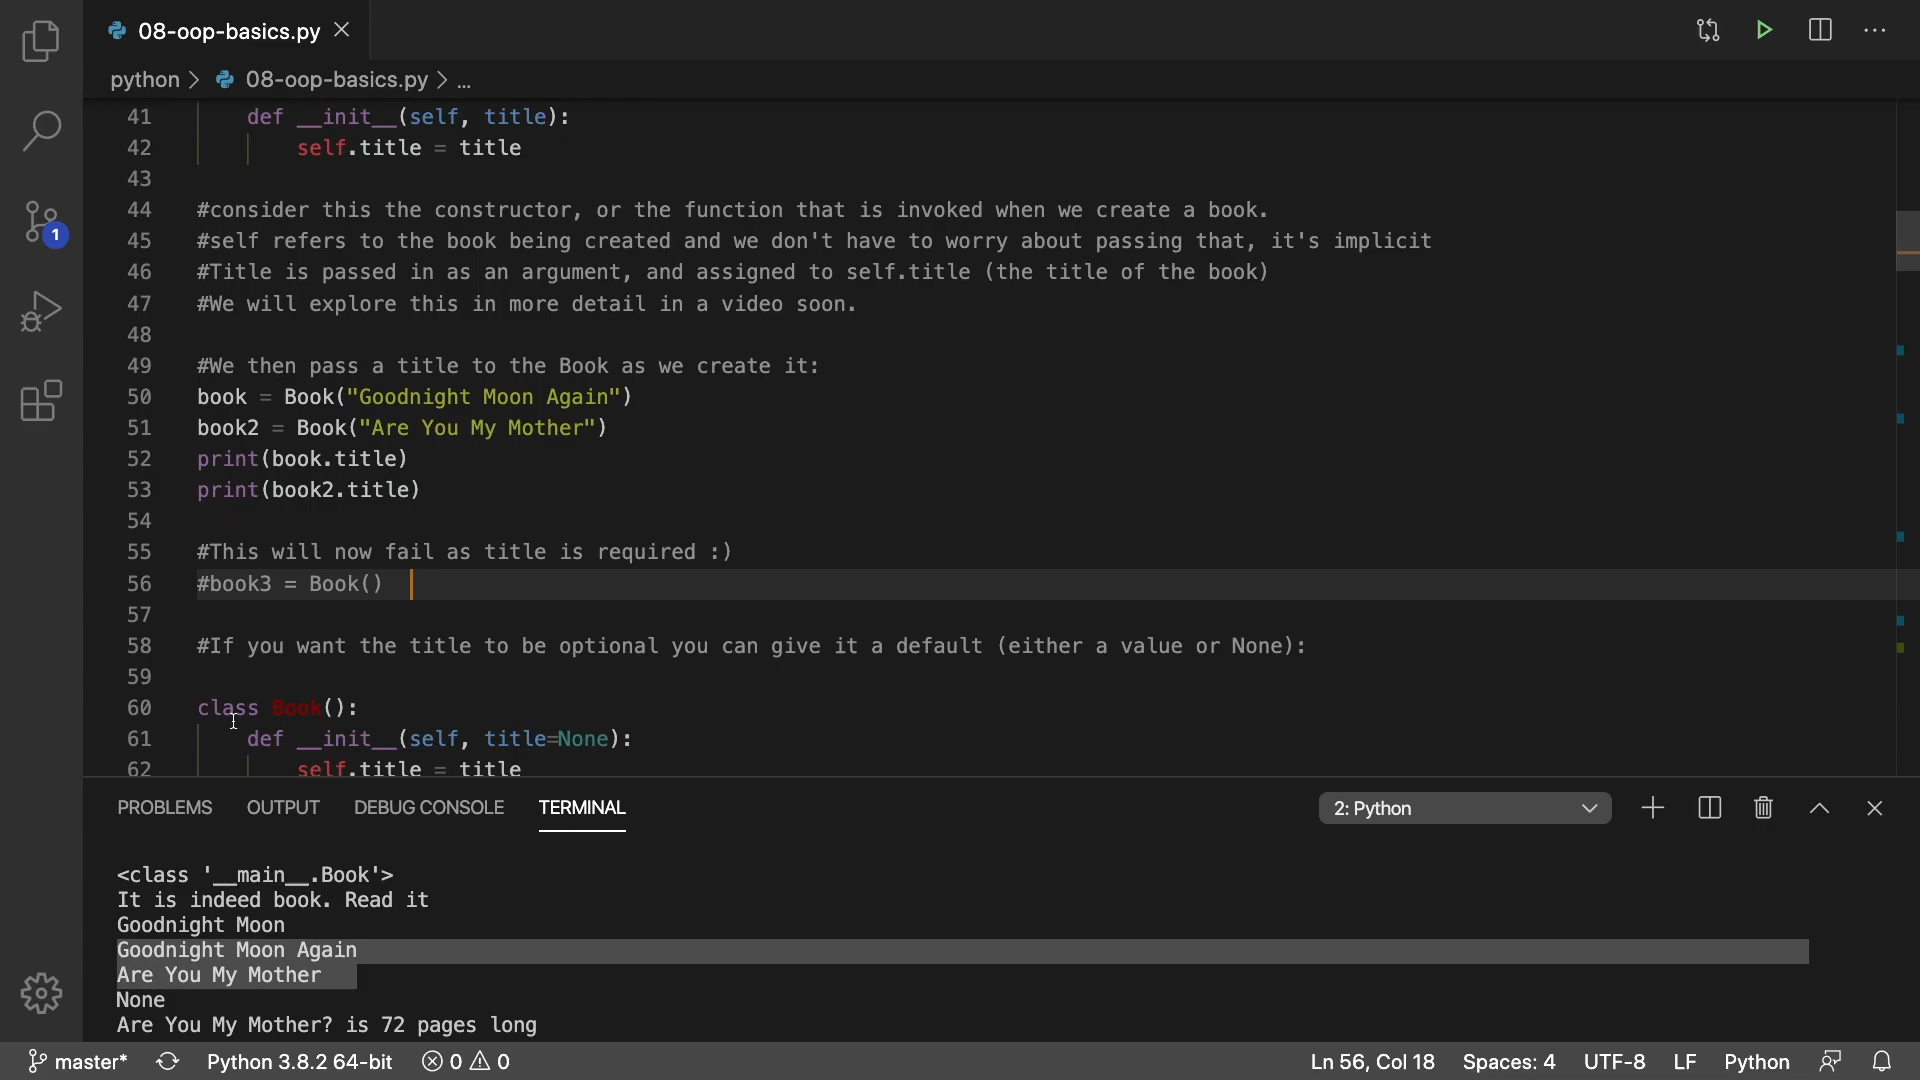 08-oop-basics.py
python > 08-oop-basics.py > ...
41 def __init__(self, title):
42 self.title = title
43
44 #consider this the constructor, or the function that is invoked when we create a book.
45 #self refers to the book being created and we don't have to worry about passing that, it's implicit
46 #Title is passed in as an argument, and assigned to self.title (the title of the book)
47 #We will explore this in more detail in a video soon.
48
49 #We then pass a title to the Book as we create it:
50 book = Book("Goodnight Moon Again")
51 book2 = Book("Are You My Mother")
52 print(book.title)
53 print(book2.title)
54
55 #This will now fail as title is required :)
56 #book3 = Book()
57
58 #If you want the title to be optional you can give it a default (either a value or None):
59
60 class Book():
61 def __init__(self, title=None):
62 self.title = title
1
PROBLEMS OUTPUT DEBUG CONSOLE TERMINAL 2: Python
<class '__main__.Book'>
It is indeed book. Read it
Goodnight Moon
Goodnight Moon Again
Are You My Mother
None
Are You My Mother? is 72 pages long
master* Python 3.8.2 64-bit 0 0 Ln 56, Col 18 Spaces: 4 UTF-8 LF Python